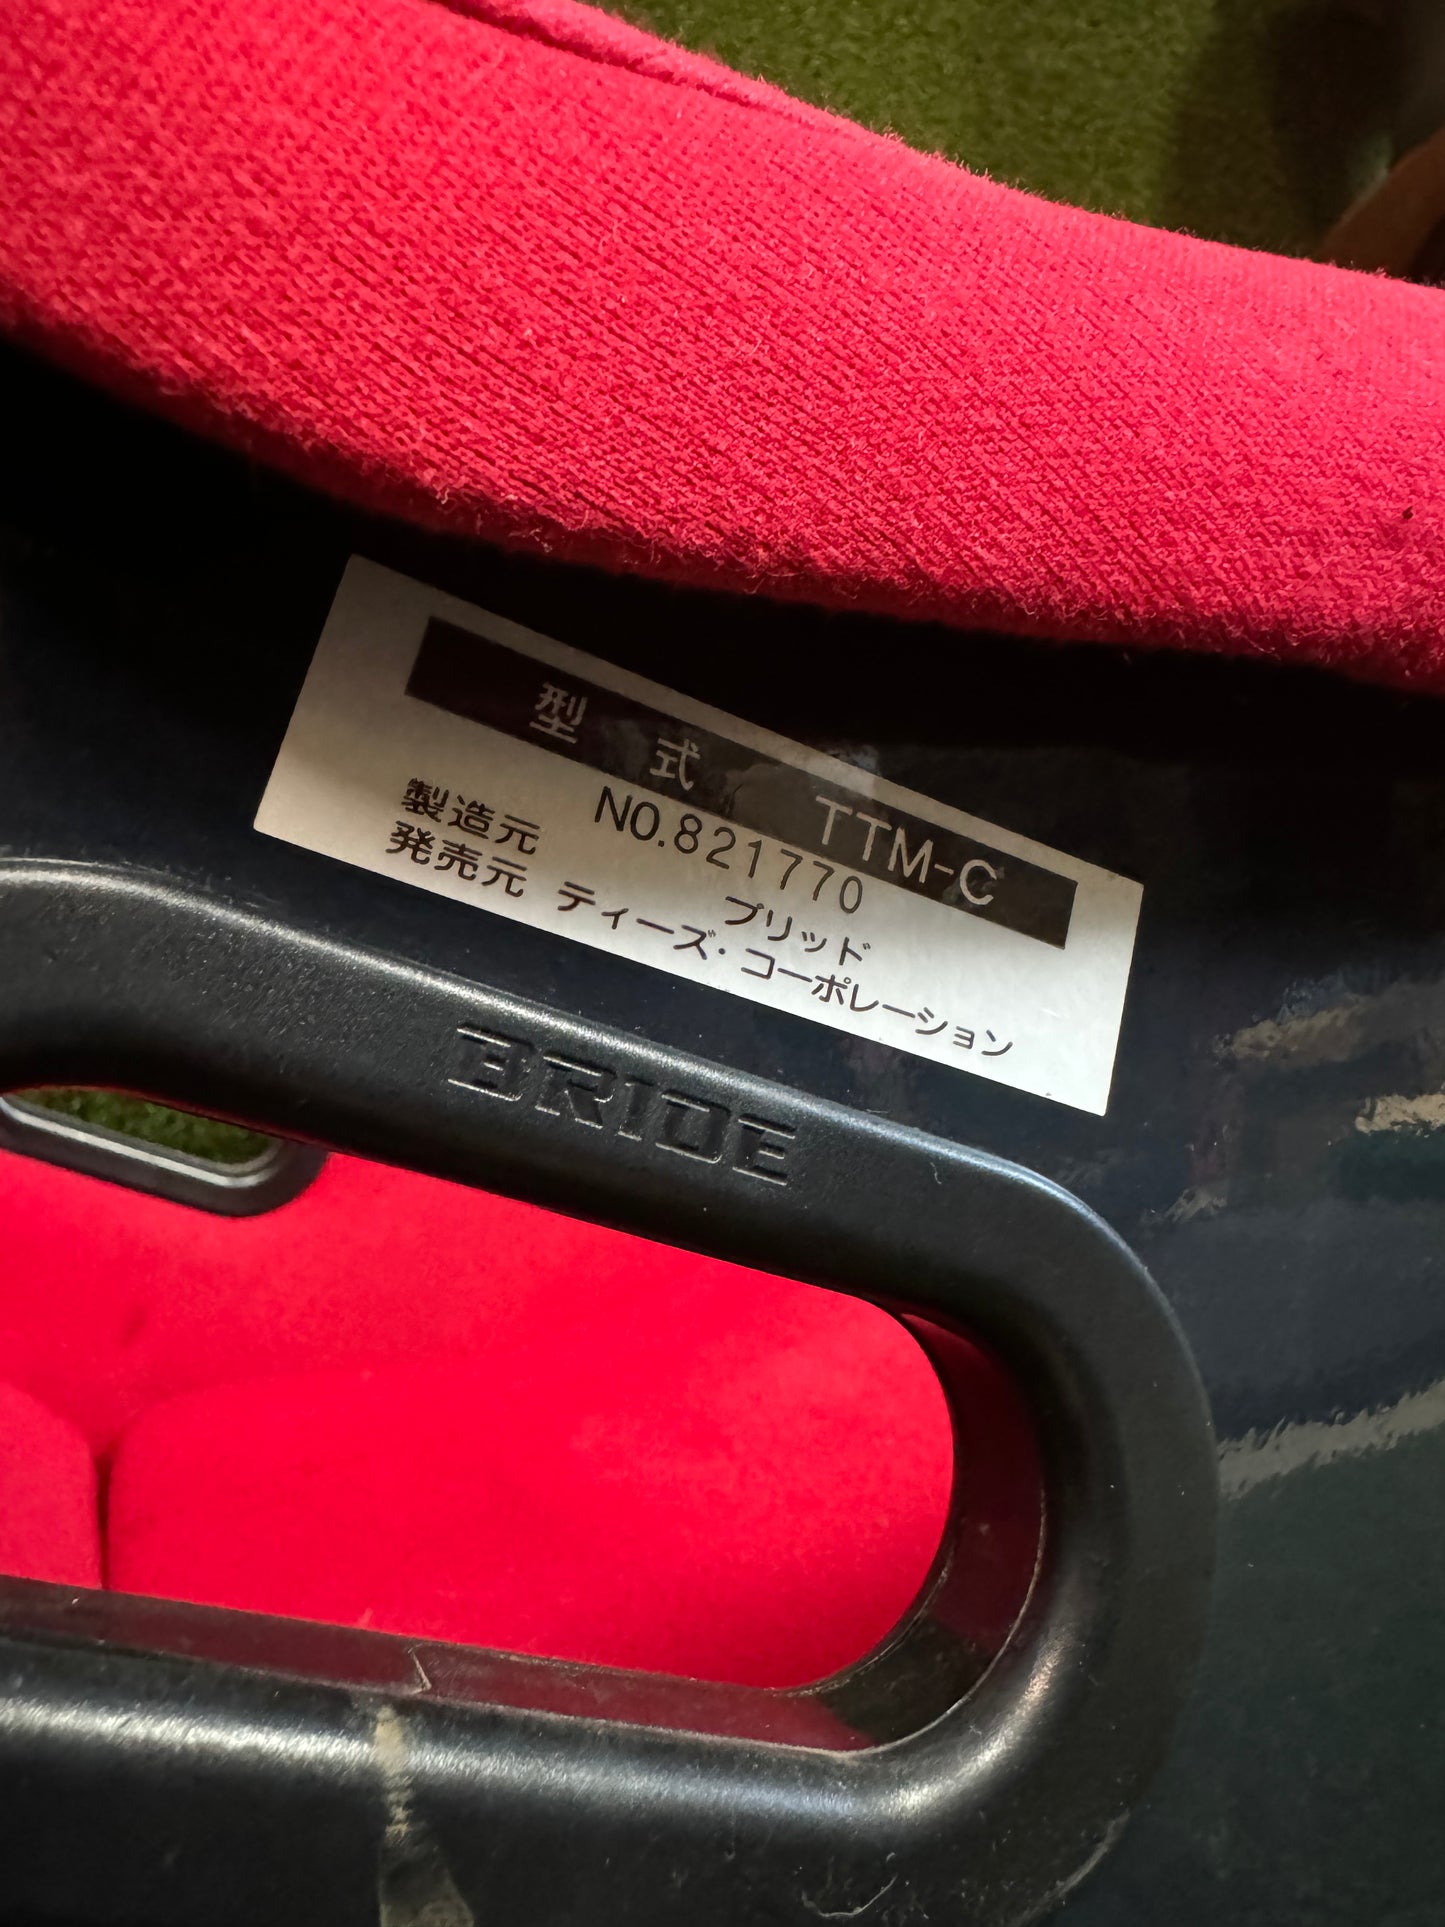 型 式 TTM-C
NO.821770
製造元 ブリッド
発売元 ティーズ・コーポレーション
BRIDE